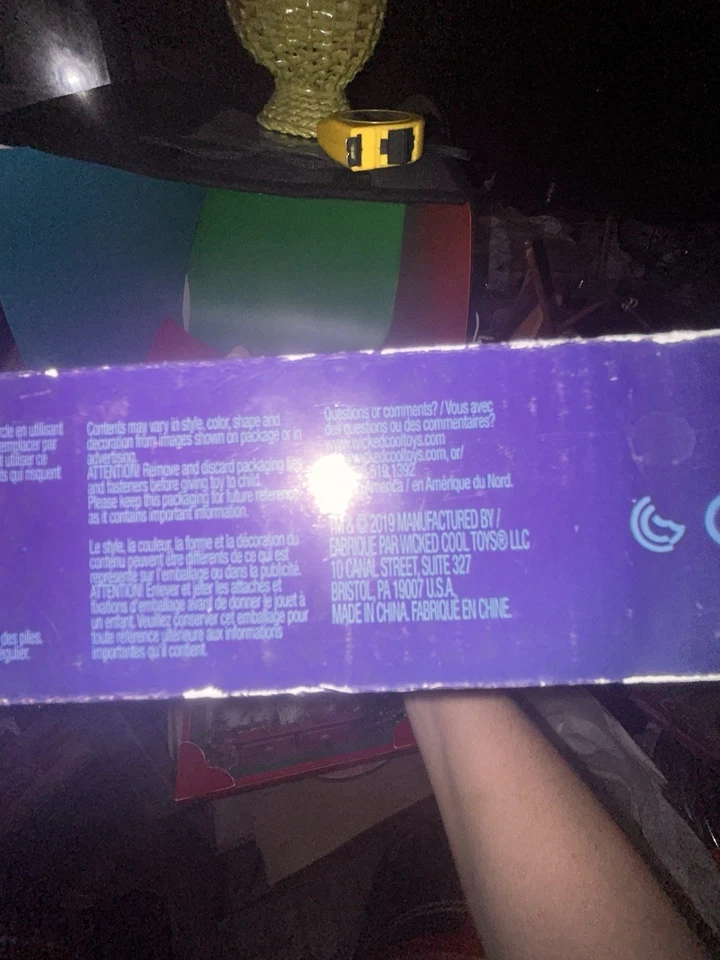 cle en utilisant
emplacer par
t utiliser ce
ts qui risquent
des piles.
égulier.
Contents may vary in style, color, shape and
decoration from images shown on package or in
advertising.
ATTENTION! Remove and discard packaging ties
and fasteners before giving toy to child.
Please keep this packaging for future reference
as it contains important information.
Le style, la couleur, la forme et la décoration du
contenu peuvent être différents de ce qui est
représenté sur l'emballage ou dans la publicité.
ATTENTION! Enlever et jeter les attaches et
fixations d'emballage avant de donner le jouet à
un enfant. Veuillez conserver cet emballage pour
toute référence ultérieure aux informations
importantes qu'il contient.
Questions or comments? / Vous avec
des questions ou des commentaires?
www.wickedcooltoys.com
wickedcooltoys.com, or/
519.1392
America / en Amérique du Nord.
© 2019 MANUFACTURED BY /
FABRIQUE PAR WICKED COOL TOYS® LLC
10 CANAL STREET, SUITE 327
BRISTOL, PA 19007 U.S.A.
MADE IN CHINA. FABRIQUÉ EN CHINE.